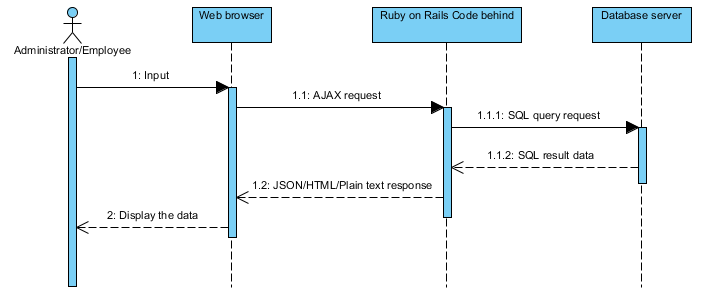 Administrator/Employee
Web browser
Ruby on Rails Code behind
Database server
1: Input
1.1: AJAX request
1.1.1: SQL query request
1.1.2: SQL result data
1.2: JSON/HTML/Plain text response
2: Display the data